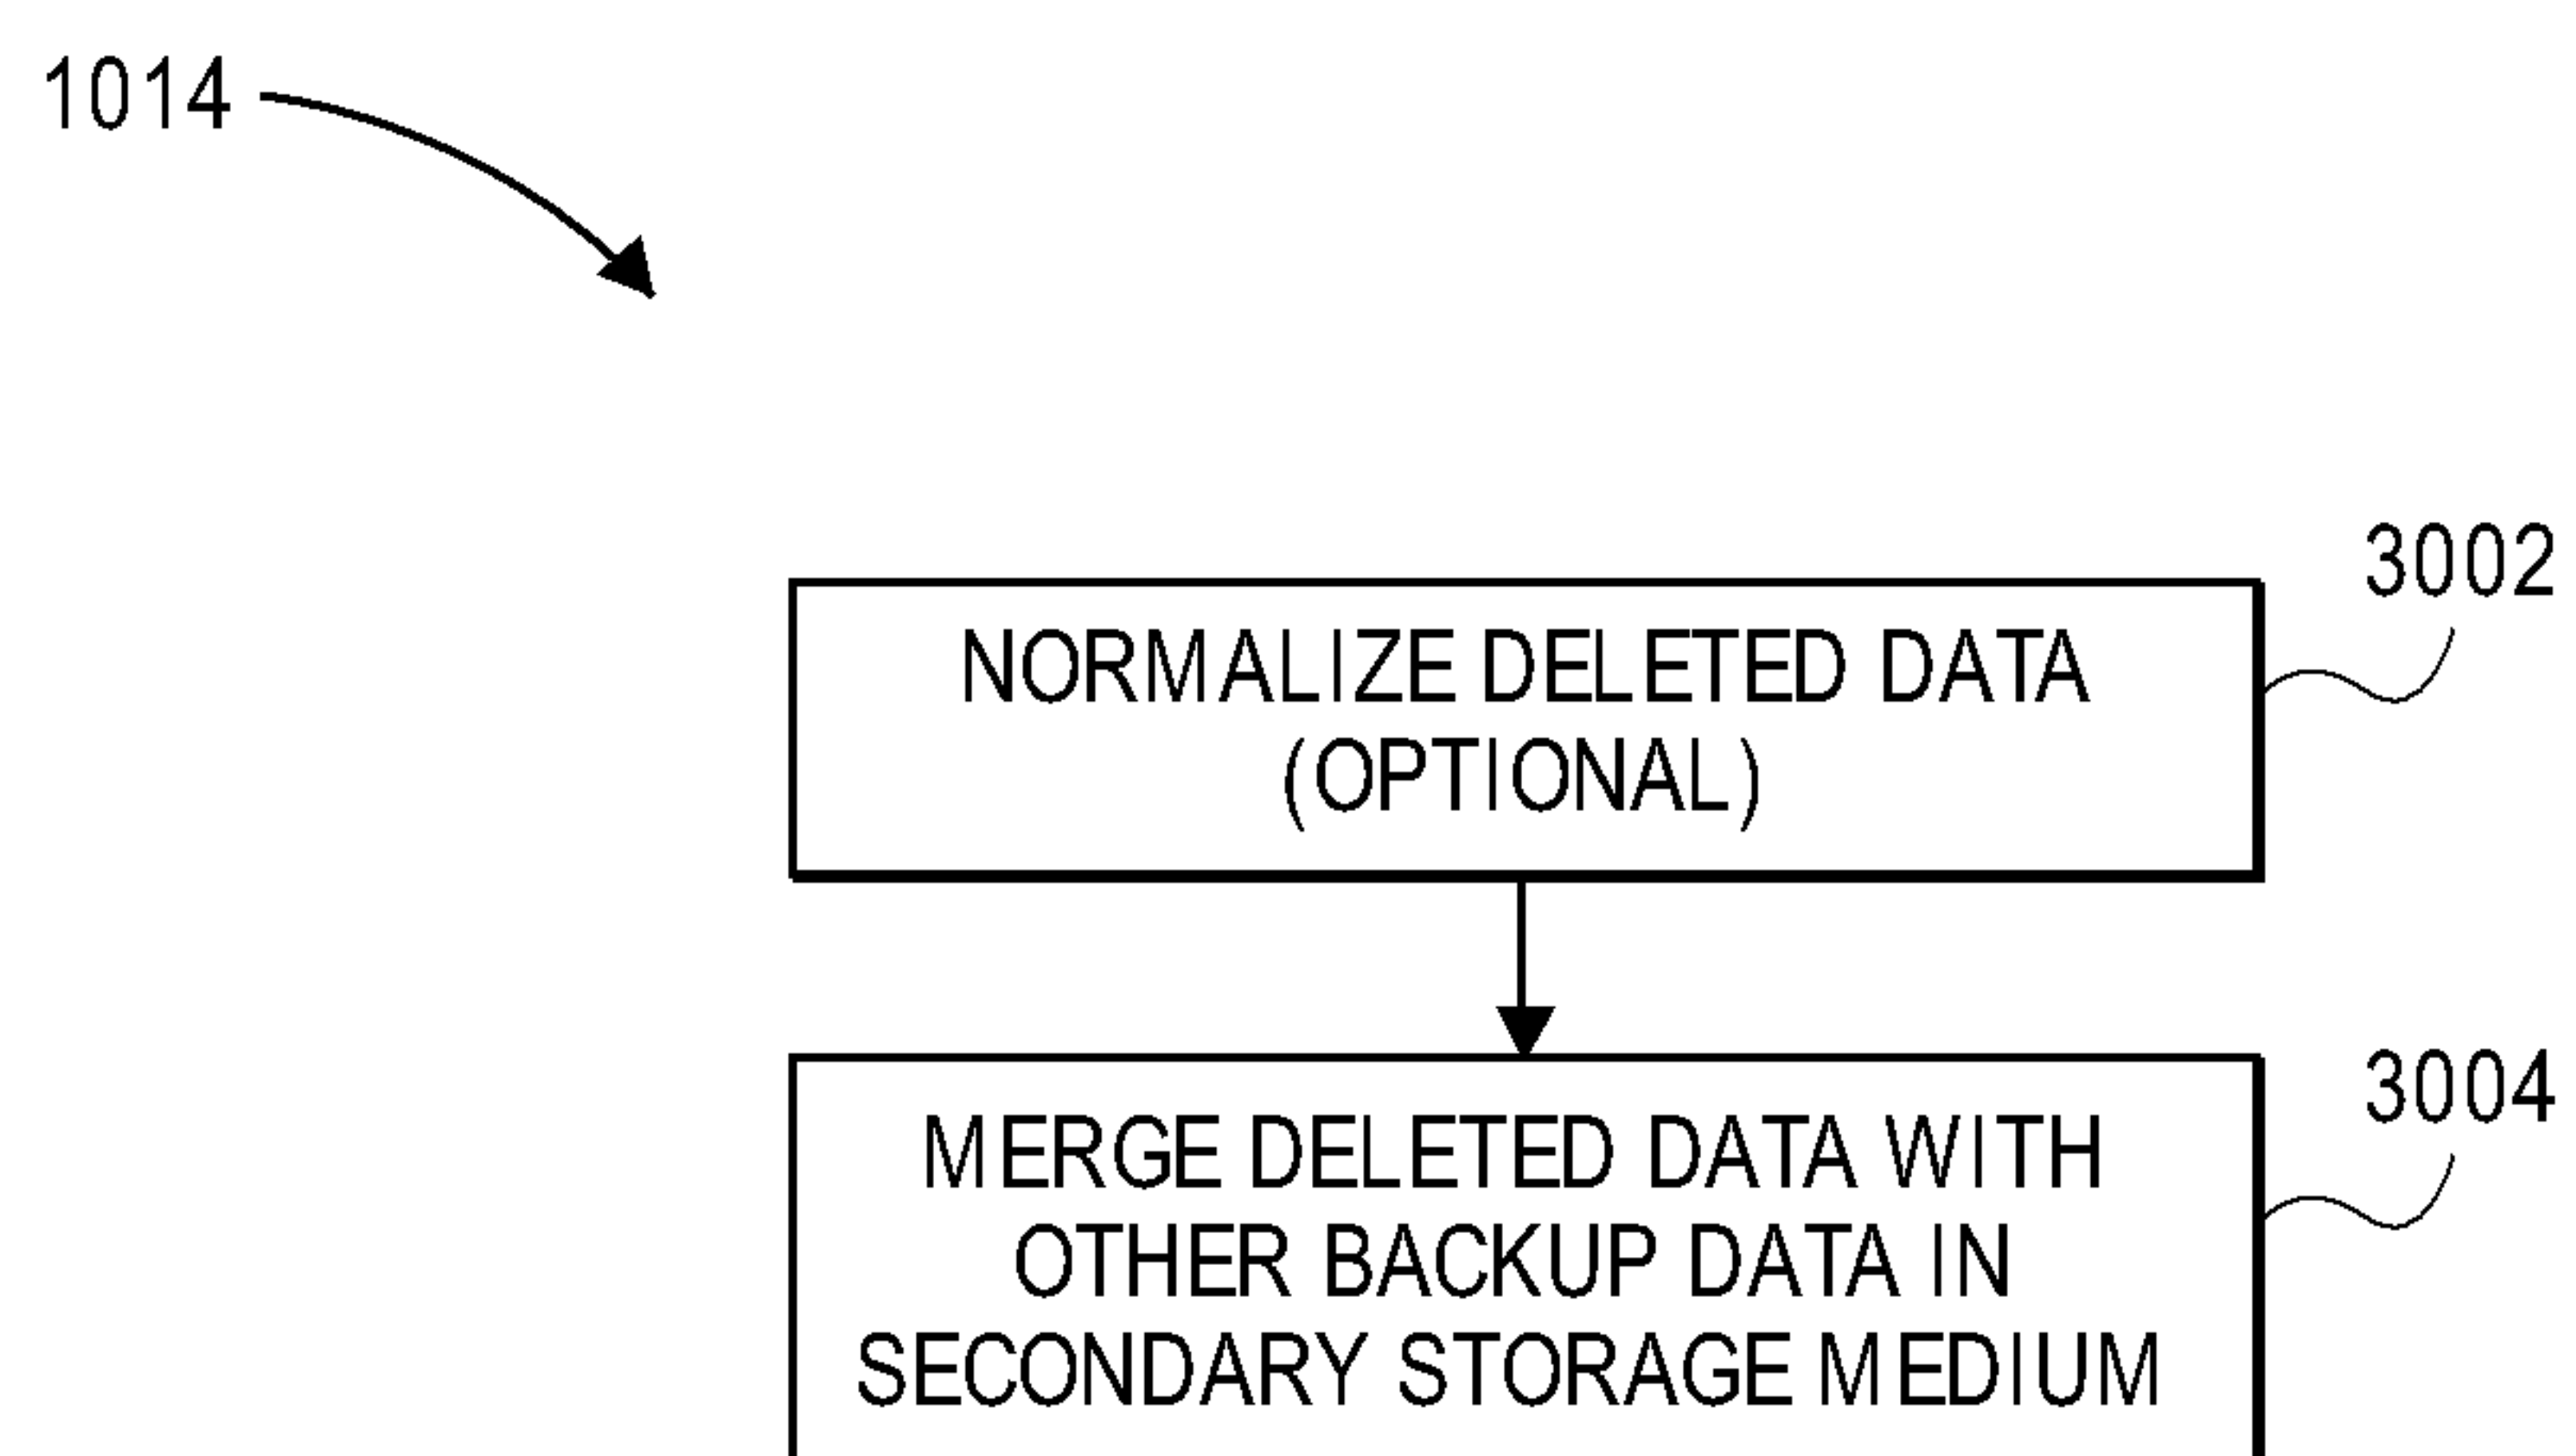 1014
3002
NORMALIZE DELETED DATA
(OPTIONAL)
3004
MERGE DELETED DATA WITH
OTHER BACKUP DATA IN
SECONDARY STORAGE MEDIUM